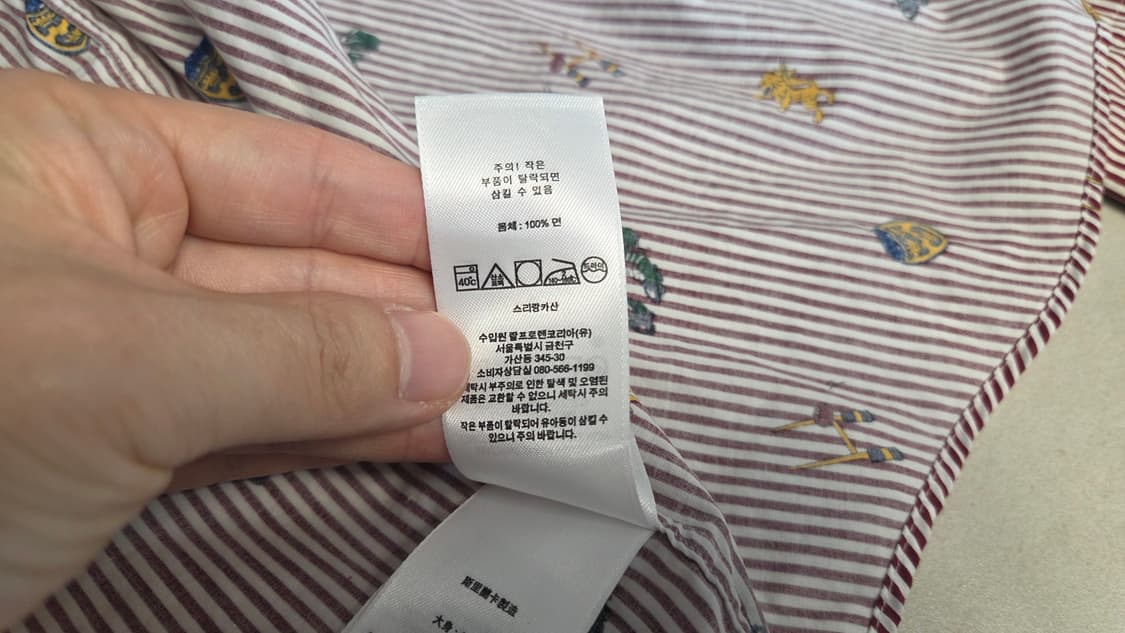 주의! 작은
부품이 탈락되면
삼킬 수 있음
몸체 : 100% 면
40℃ 산소 표백 드라이
스리랑카산
수입원 랄프로렌코리아(유)
서울특별시 금천구
가산동 345-30
소비자상담실 080-566-1199
세탁시 부주의로 인한 탈색 및 오염된
제품은 교환할 수 없으니 세탁시 주의
바랍니다.
작은 부품이 탈락되어 유아동이 삼킬 수
있으니 주의 바랍니다.
斯里蘭卡製造
大身 :